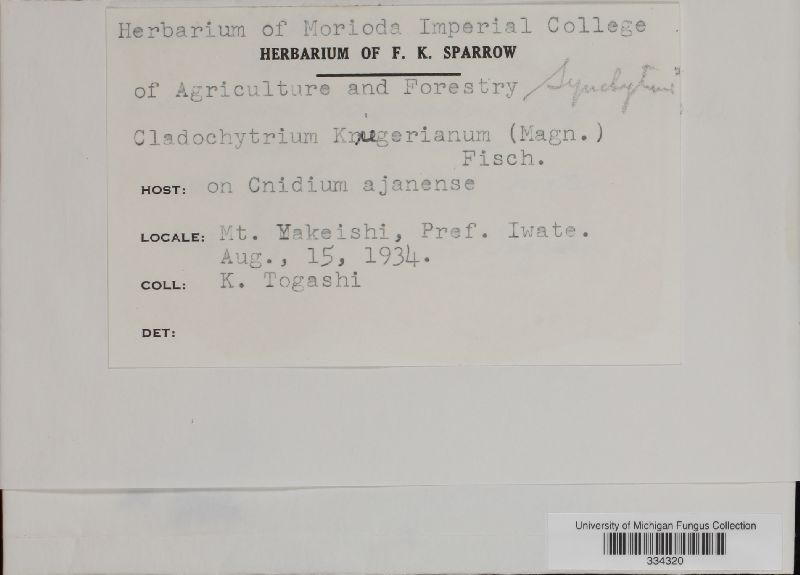 Herbarium of Morioda Imperial College
HERBARIUM OF F. K. SPARROW
of Agriculture and Forestry
Cladochytrium Kruegerianum (Magn.)
Fisch.
HOST: on Cnidium ajanense
LOCALE: Mt. Yakeishi, Pref. Iwate.
Aug., 15, 1934.
COLL: K. Togashi
DET:
University of Michigan Fungus Collection
334320